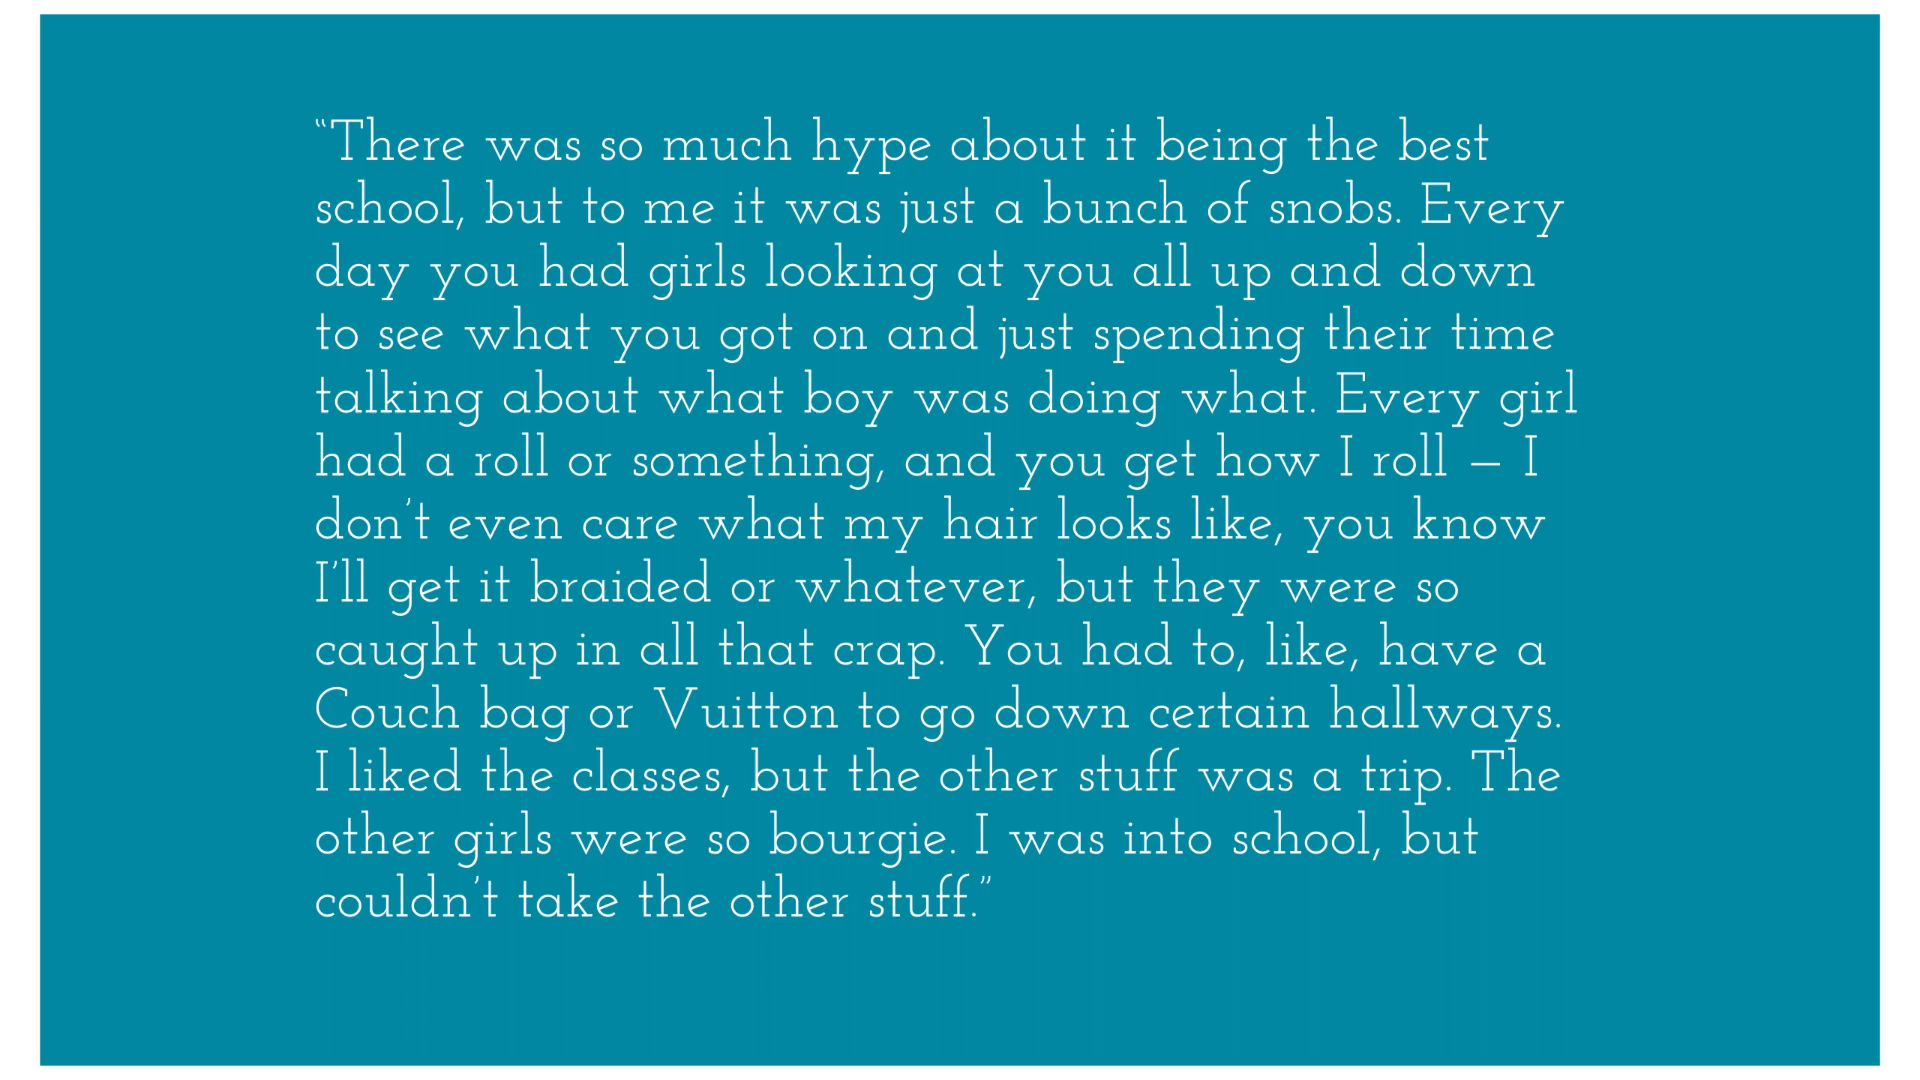 “There was so much hype about it being the best
school, but to me it was just a bunch of snobs. Every
day you had girls looking at you all up and down
to see what you got on and just spending their time
talking about what boy was doing what. Every girl
had a roll or something, and you get how I roll – I
don’t even care what my hair looks like, you know
I’ll get it braided or whatever, but they were so
caught up in all that crap. You had to, like, have a
Couch bag or Vuitton to go down certain hallways.
I liked the classes, but the other stuff was a trip. The
other girls were so bourgie. I was into school, but
couldn’t take the other stuff.”